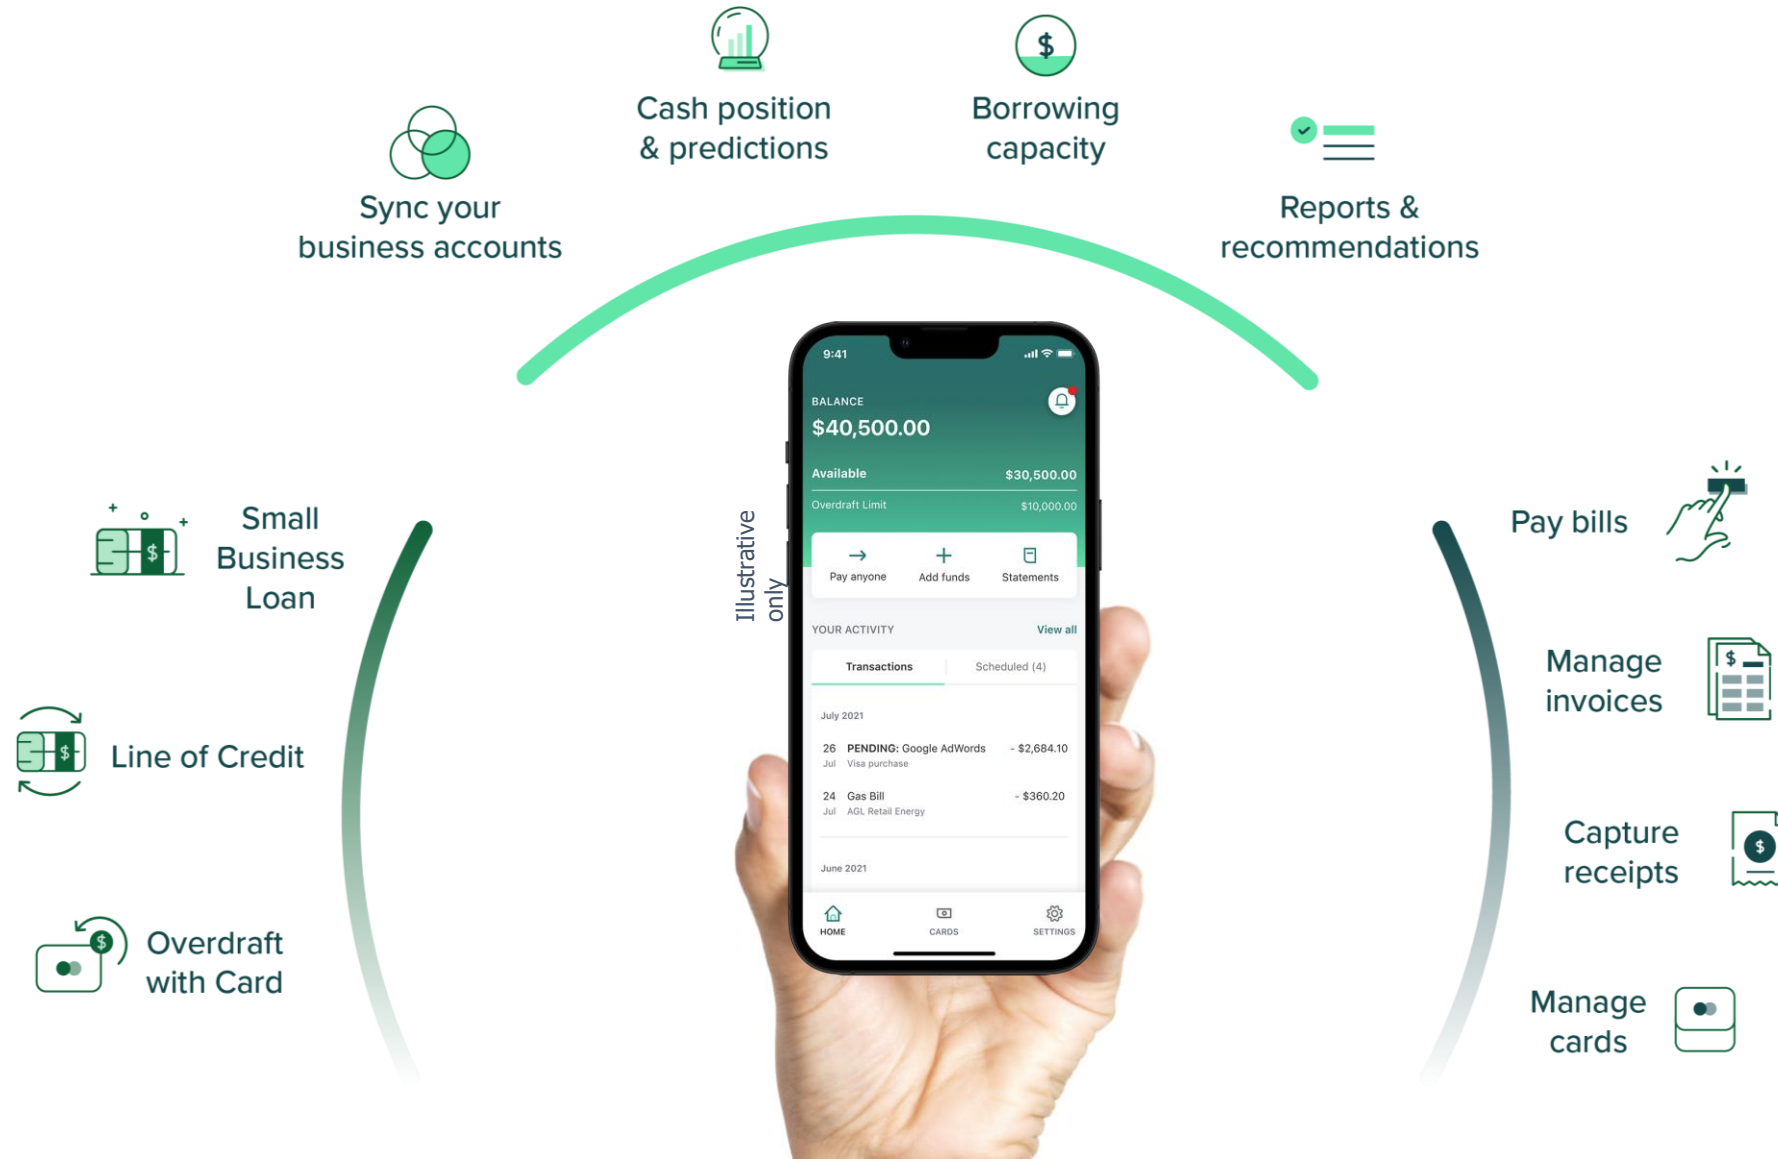 Cash position
& predictions
Borrowing
capacity
Sync your
business accounts
Reports &
recommendations
Small
Business
Loan
Line of Credit
Overdraft
with Card
Illustrative
only
9:41
BALANCE
$40,500.00
Available $30,500.00
Overdraft Limit $10,000.00
Pay anyone Add funds Statements
YOUR ACTIVITY View all
Transactions Scheduled (4)
July 2021
26 PENDING: Google AdWords - $2,684.10
Jul Visa purchase
24 Gas Bill - $360.20
Jul AGL Retail Energy
June 2021
HOME CARDS SETTINGS
Pay bills
Manage
invoices
Capture
receipts
Manage
cards